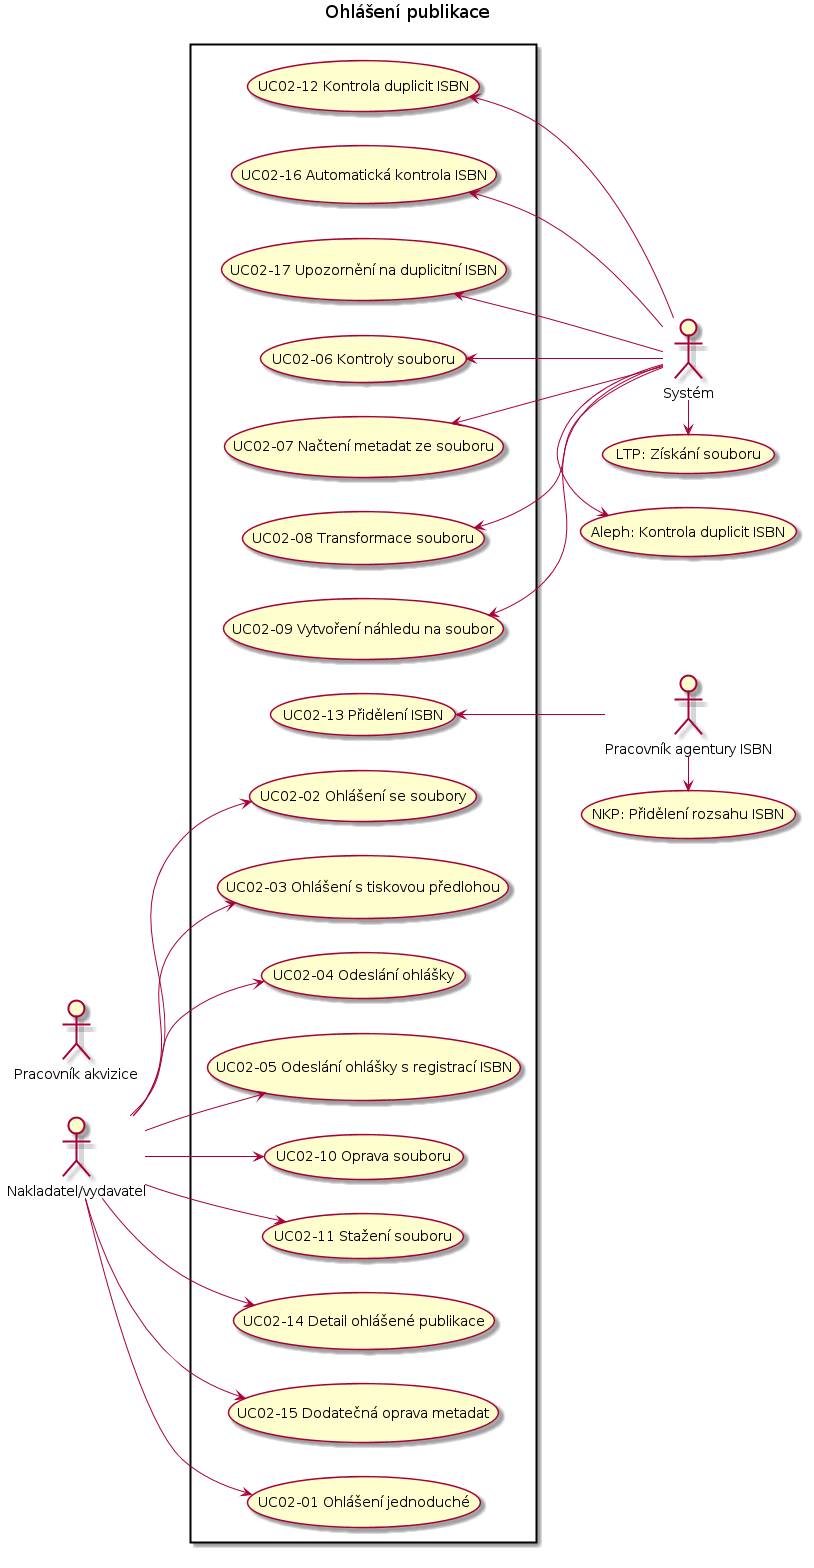 Ohlášení publikace
UC02-12 Kontrola duplicit ISBN
UC02-16 Automatická kontrola ISBN
UC02-17 Upozornění na duplicitní ISBN
UC02-06 Kontroly souboru
Systém
UC02-07 Načtení metadat ze souboru
LTP: Získání souboru
UC02-08 Transformace souboru
Aleph: Kontrola duplicit ISBN
UC02-09 Vytvoření náhledu na soubor
UC02-13 Přidělení ISBN
Pracovník agentury ISBN
UC02-02 Ohlášení se soubory
NKP: Přidělení rozsahu ISBN
UC02-03 Ohlášení s tiskovou předlohou
UC02-04 Odeslání ohlášky
Pracovník akvizice
UC02-05 Odeslání ohlášky s registrací ISBN
UC02-10 Oprava souboru
Nakladatel/vydavatel
UC02-11 Stažení souboru
UC02-14 Detail ohlášené publikace
UC02-15 Dodatečná oprava metadat
UC02-01 Ohlášení jednoduché